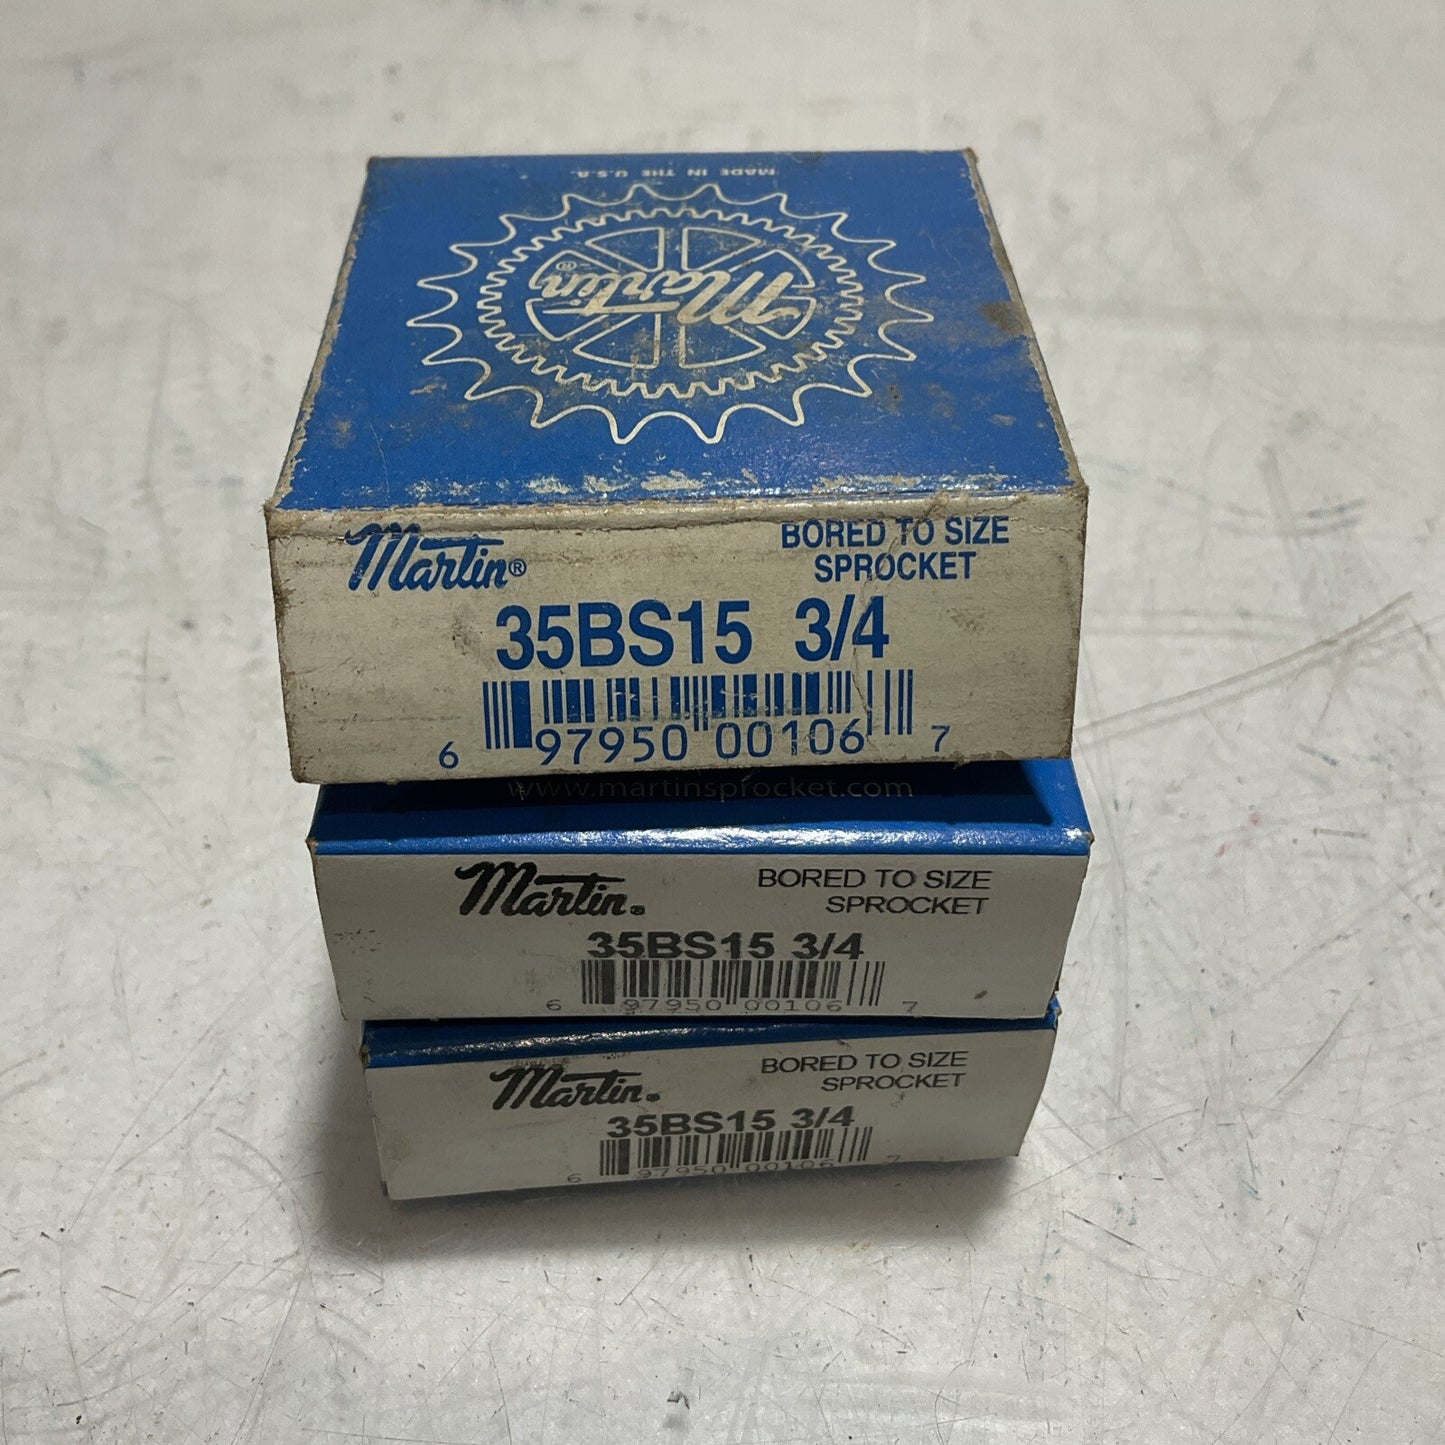 MADE IN THE U.S.A.
Martin®
Martin®
BORED TO SIZE
SPROCKET
35BS15 3/4
6 97950 00106 7
www.martinsprocket.com
Martin®
BORED TO SIZE
SPROCKET
35BS15 3/4
6 97950 00106 7
Martin®
BORED TO SIZE
SPROCKET
35BS15 3/4
6 97950 00106 7